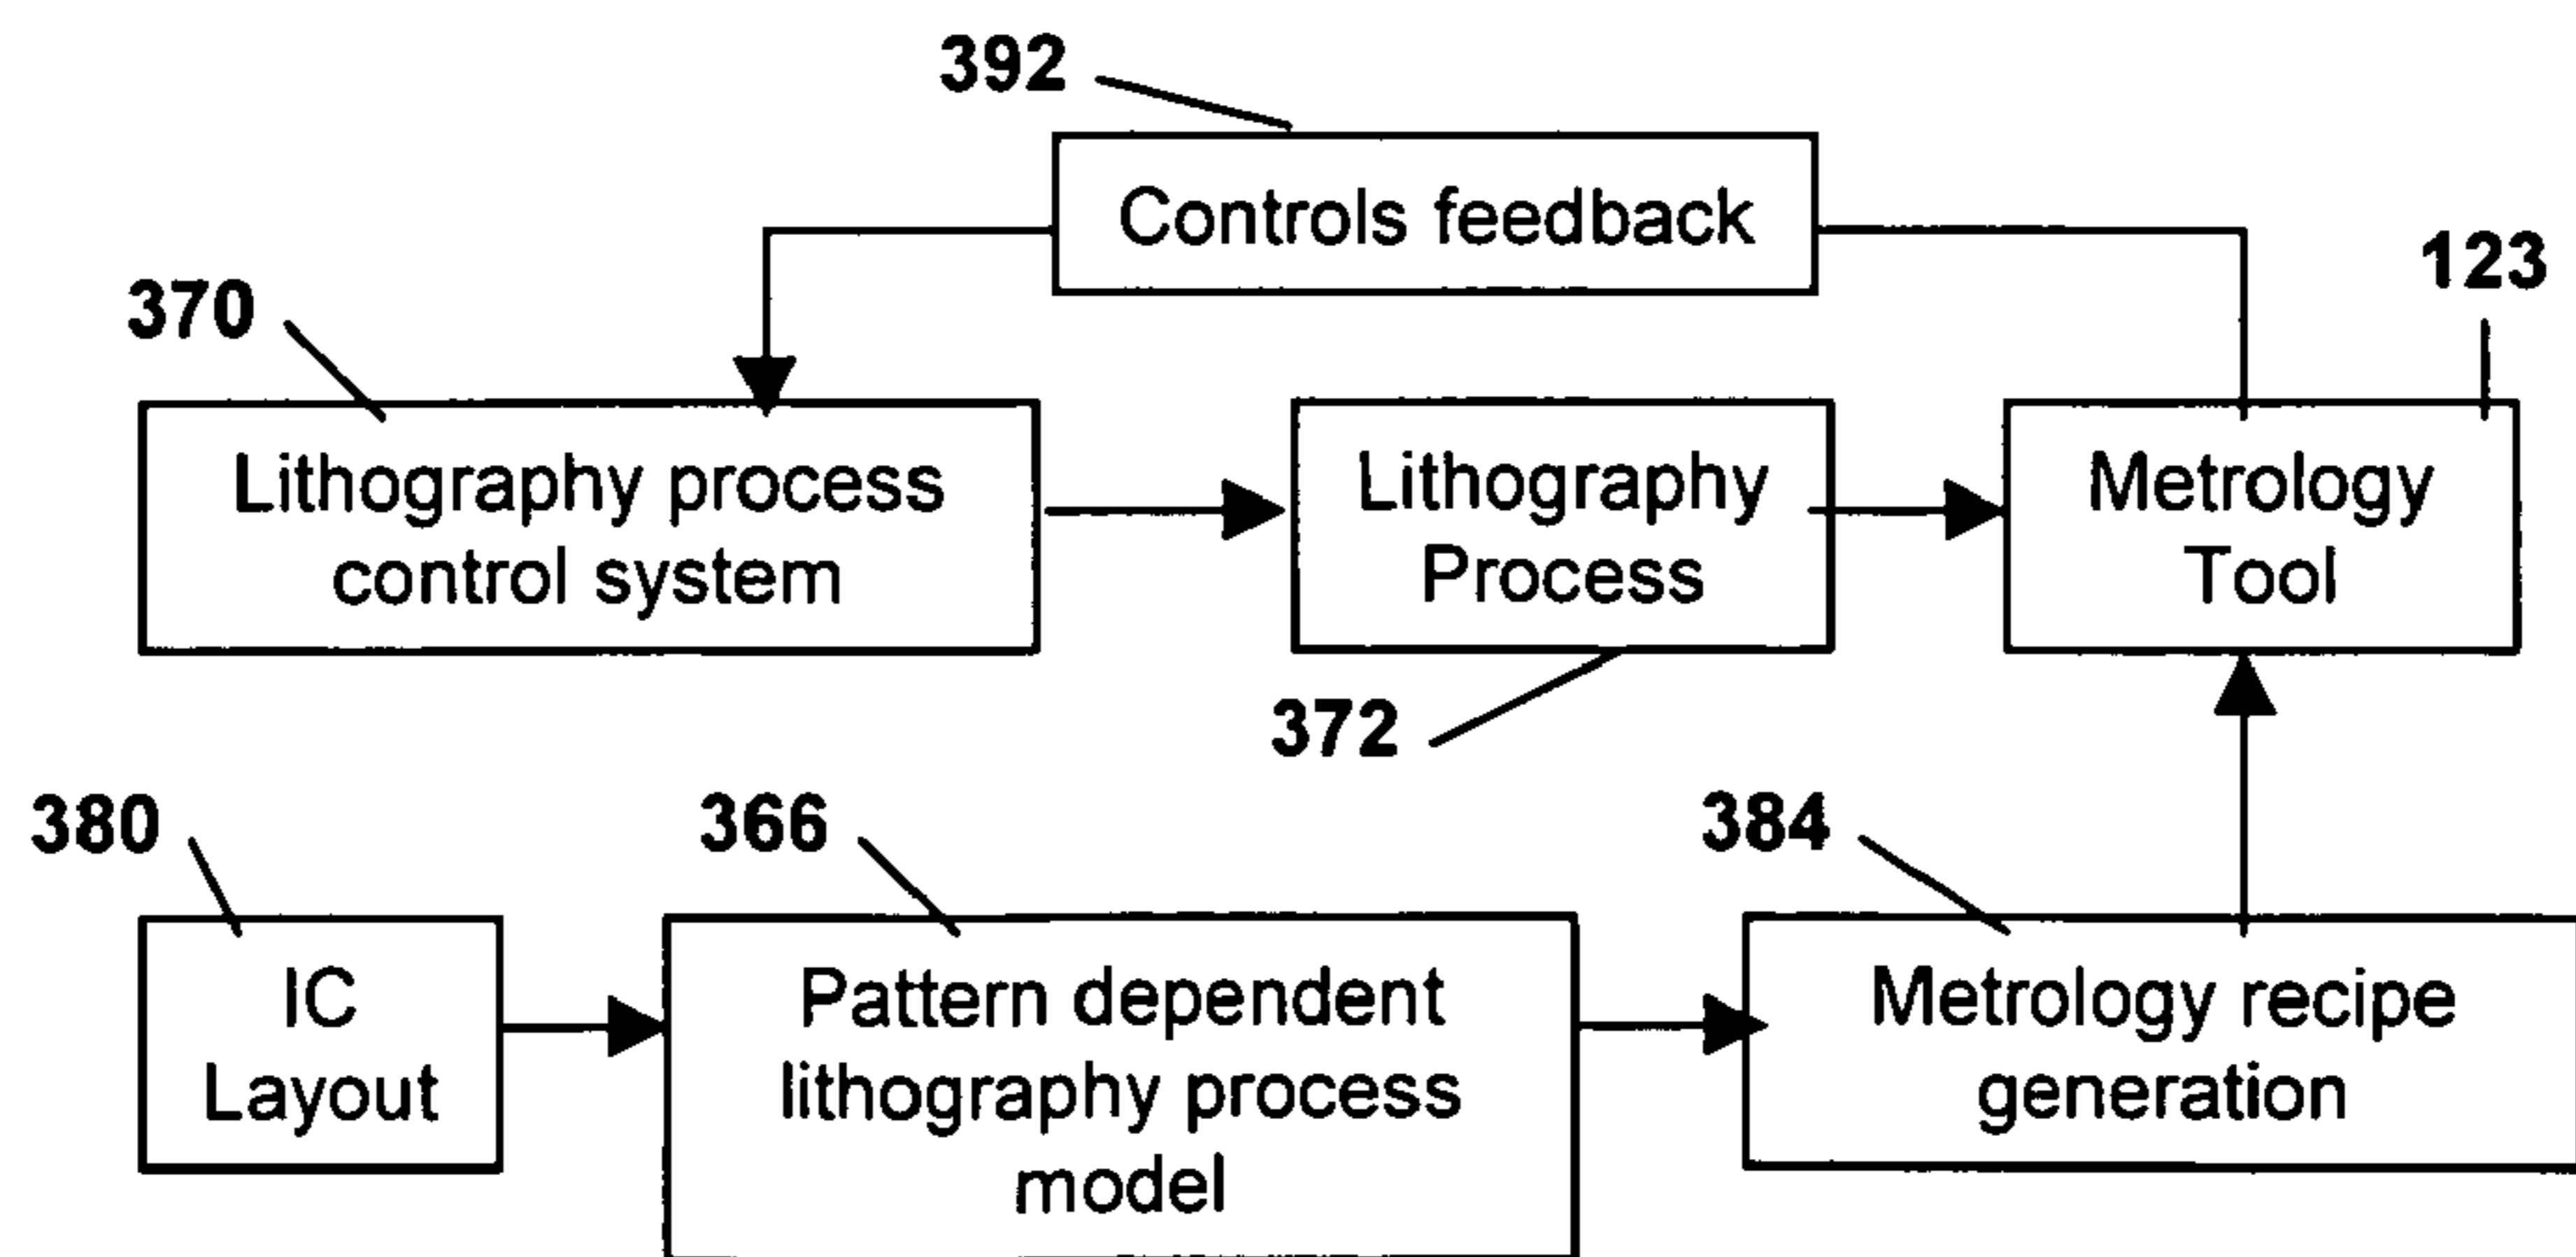 392
Controls feedback
123
370
Lithography process
control system
Lithography
Process
Metrology
Tool
372
380
366
384
IC
Layout
Pattern dependent
lithography process
model
Metrology recipe
generation